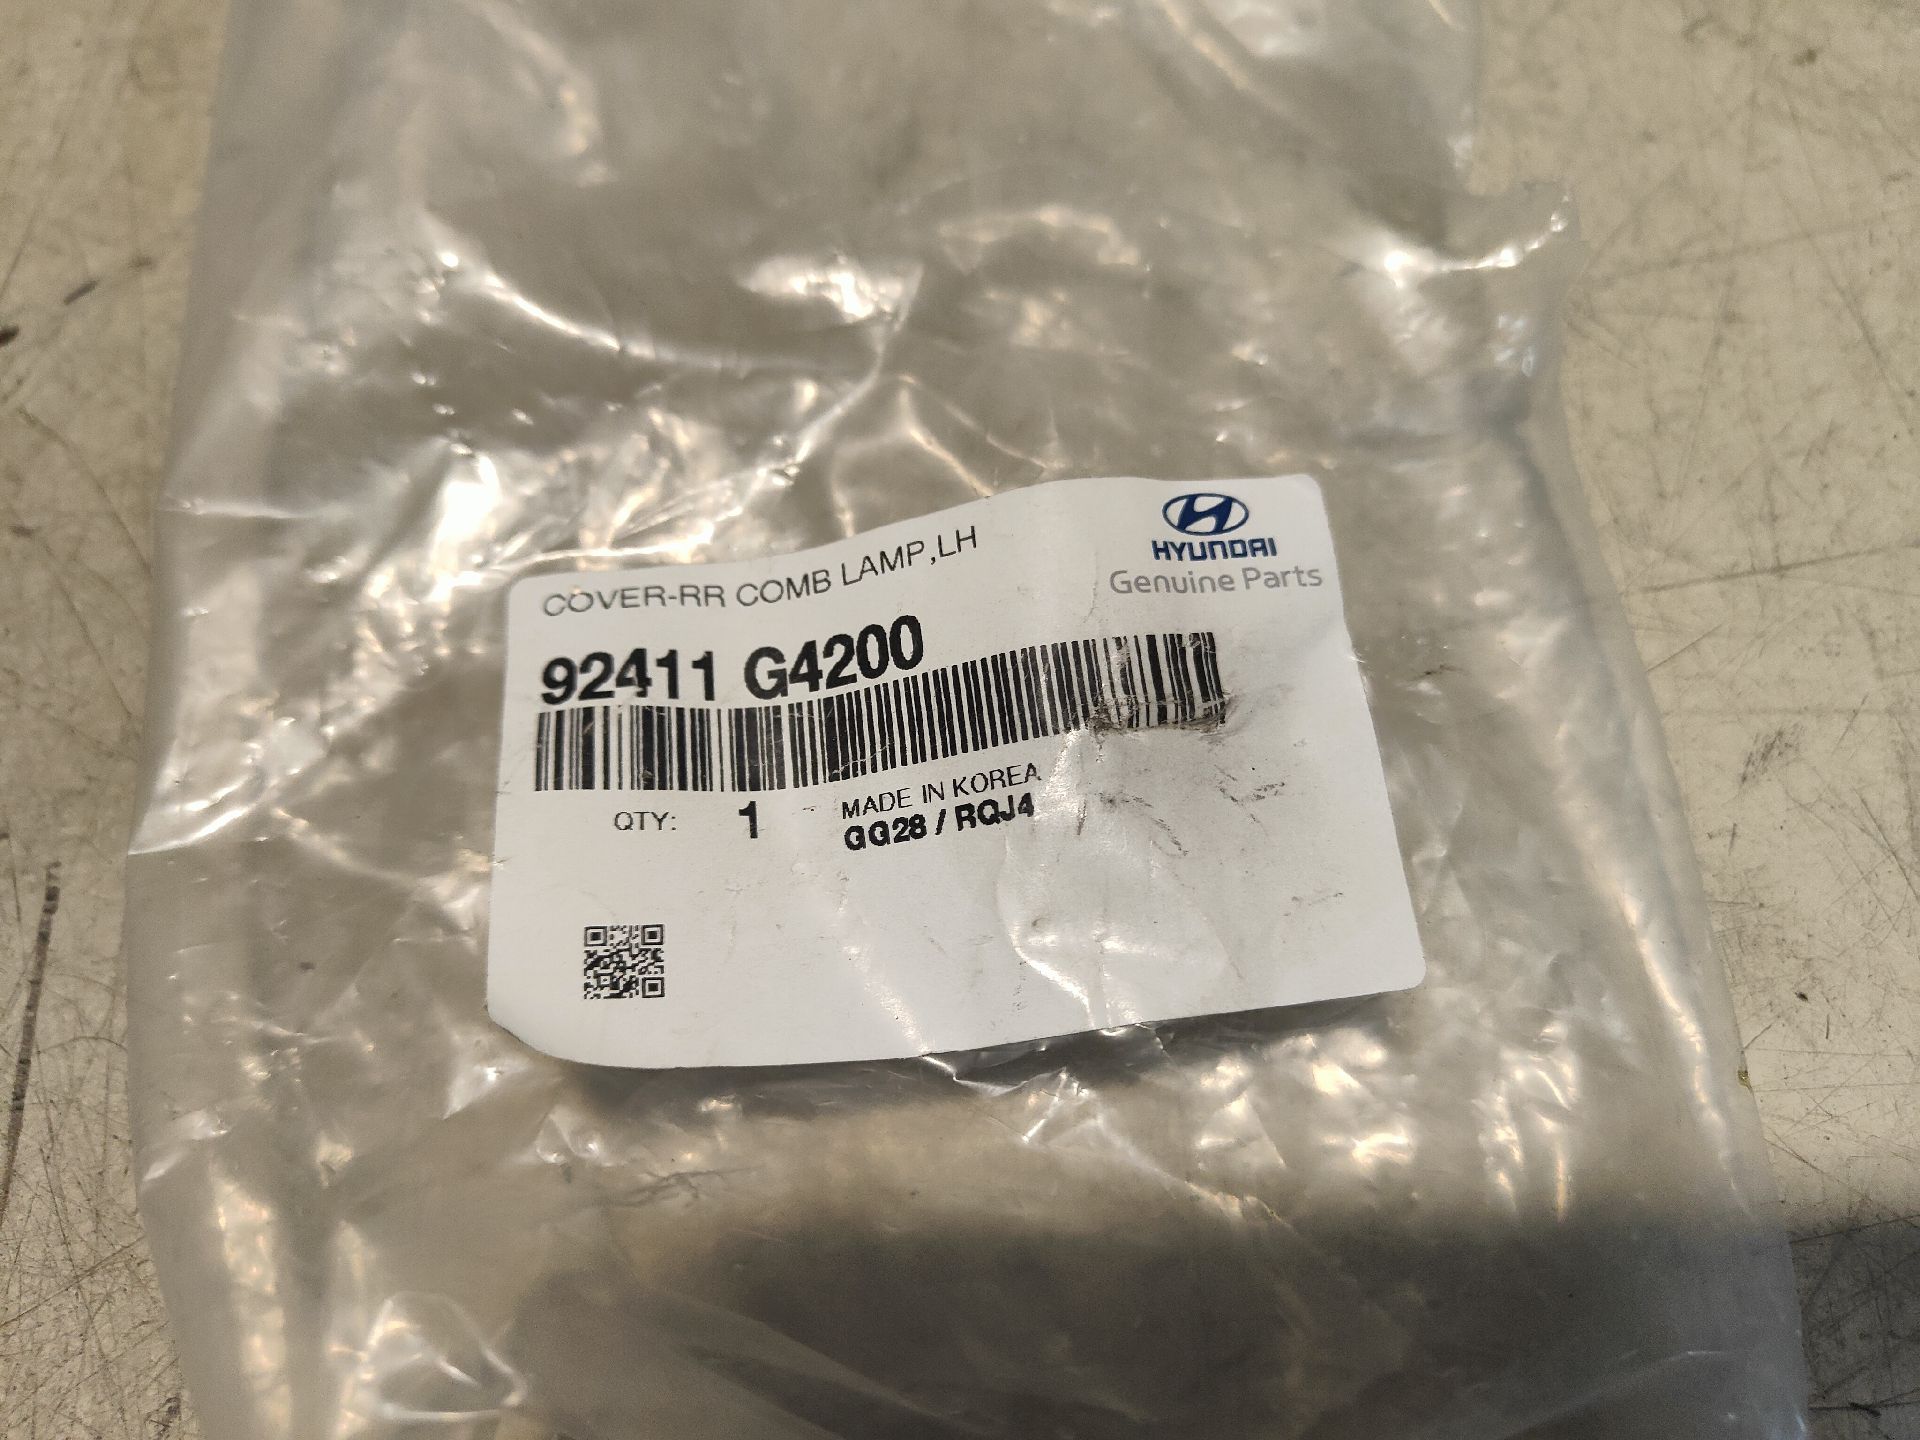 COVER-RR COMB LAMP,LH
HYUNDAI
Genuine Parts
92411 G4200
QTY: 1
MADE IN KOREA
GG28 / RQJ4